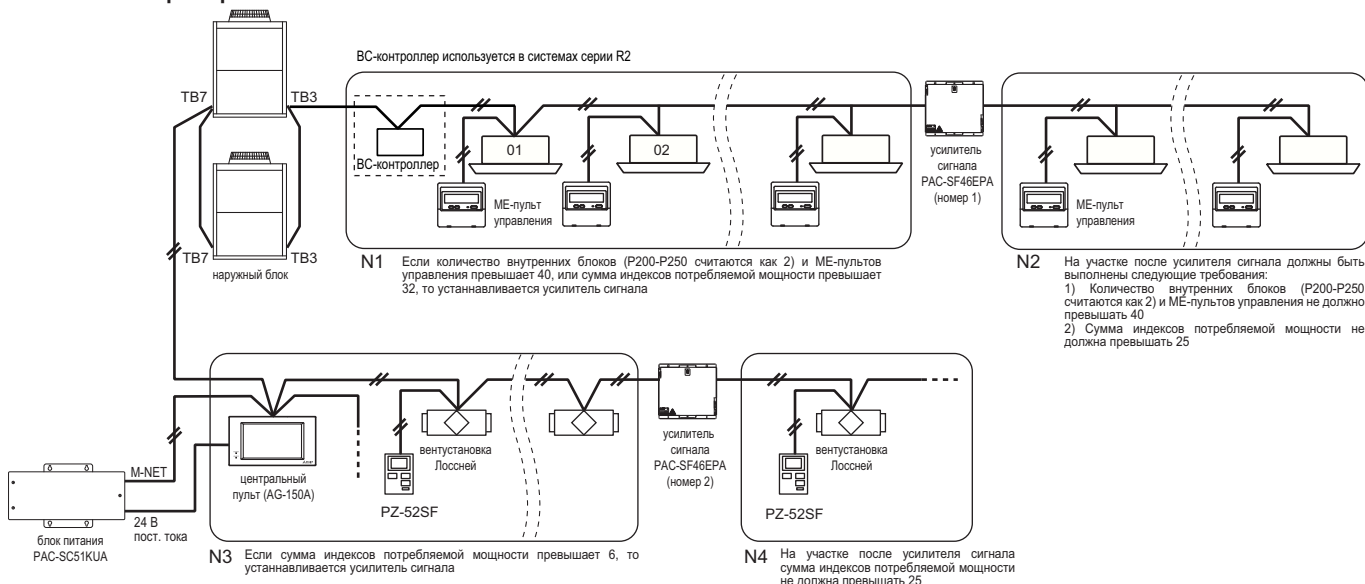 BC-контроллер используется в системах серии R2
TB7
TB3
BC-контроллер
01
02
МЕ-пульт
управления
усилитель
сигнала
PAC-SF46EPA
(номер 1)
МЕ-пульт
управления
TB7
TB3
наружный блок
N1
Если количество внутренних блоков (P200-P250 считаются как 2) и МЕ-пультов
управления превышает 40, или сумма индексов потребляемой мощности превышает
32, то устанавливается усилитель сигнала
N2
На участке после усилителя сигнала должны быть
выполнены следующие требования:
1) Количество внутренних блоков (P200-P250
считаются как 2) и МЕ-пультов управления не должно
превышать 40
2) Сумма индексов потребляемой мощности не
должна превышать 25
M-NET
24 В
пост. тока
блок питания
PAC-SC51KUA
центральный
пульт (AG-150A)
PZ-52SF
вентустановка
Лоссней
усилитель
сигнала
PAC-SF46EPA
(номер 2)
вентустановка
Лоссней
PZ-52SF
N3
Если сумма индексов потребляемой мощности превышает 6, то
устанавливается усилитель сигнала
N4
На участке после усилителя сигнала
сумма индексов потребляемой мощности
не должна превышать 25